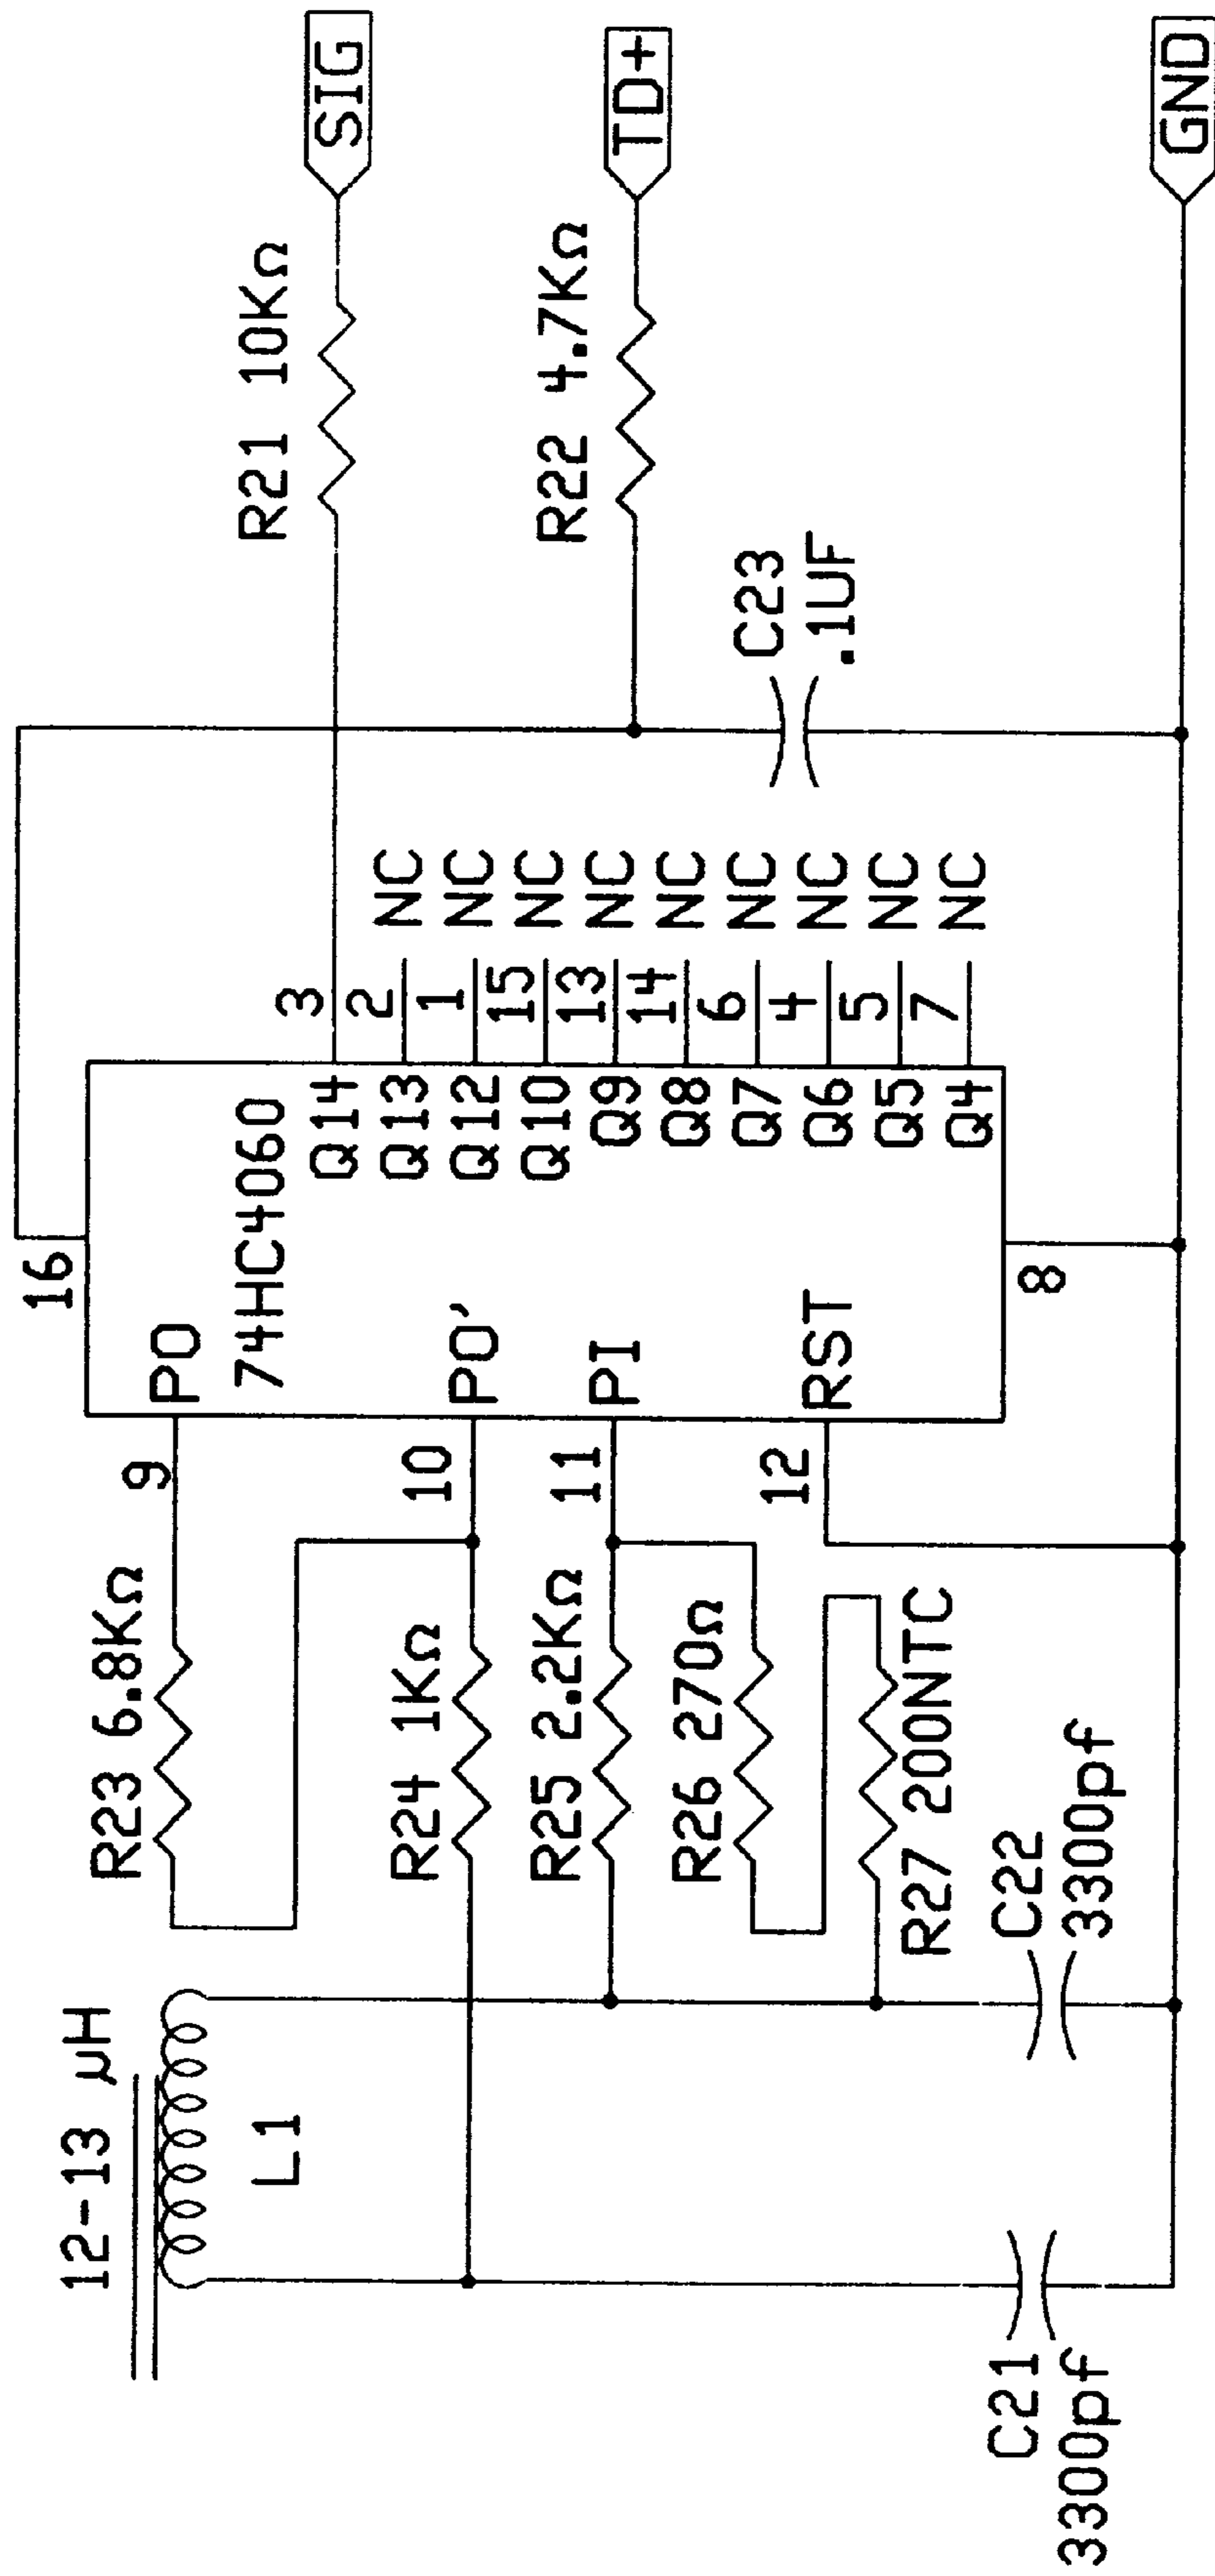 12-13 μH
L1
C21
3300pf
C22
3300pf
R23 6.8KΩ
R24 1KΩ
R25 2.2KΩ
R26 270Ω
R27 200NTC
9
10
11
12
16
8
PO
74HC4060
PO'
PI
RST
Q14
Q13
Q12
Q10
Q9
Q8
Q7
Q6
Q5
Q4
3
2
1
15
13
14
6
4
5
7
NC
NC
NC
NC
NC
NC
NC
NC
NC
C23
.1UF
R21 10KΩ
R22 4.7KΩ
SIG
TD+
GND